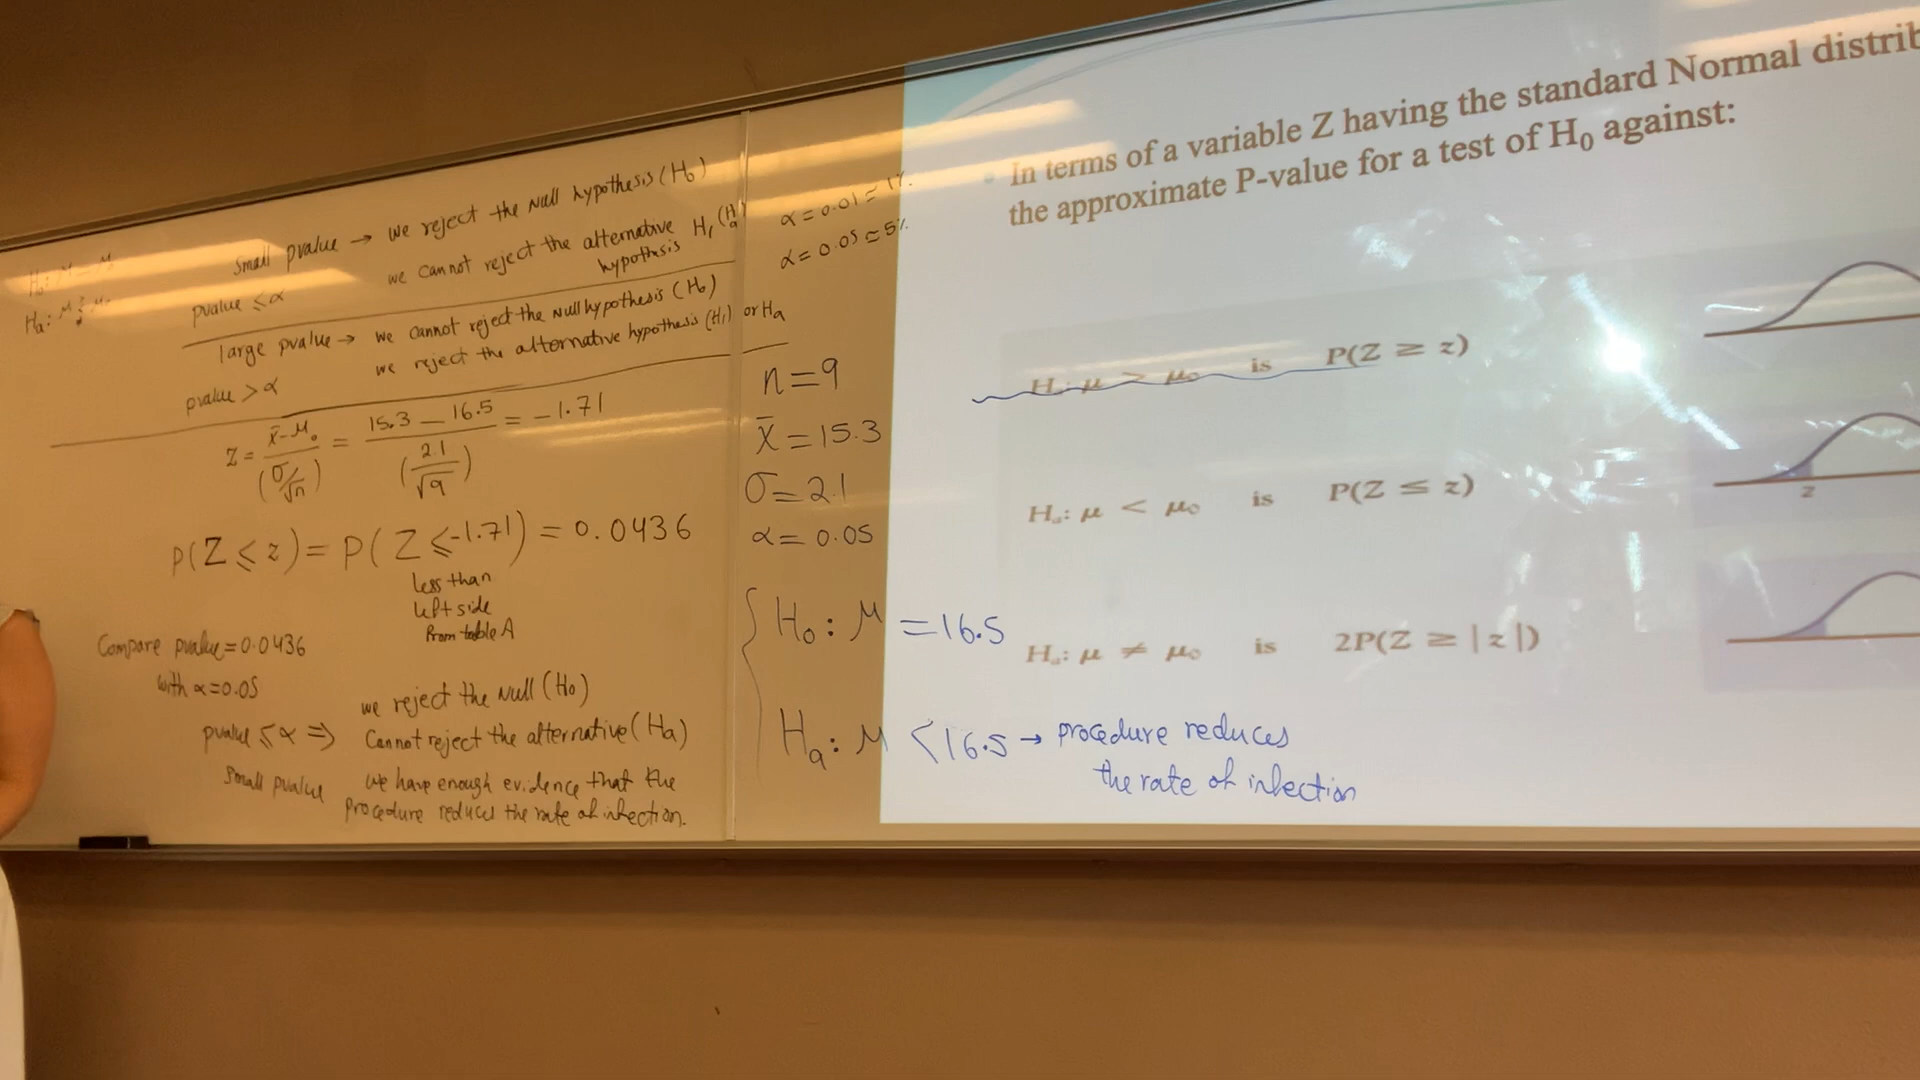 small pvalue → we reject the Null hypothesis (H₀)
we cannot reject the alternative H₁ (Ha)
hypothesis
pvalue ≤ α
large pvalue → we cannot reject the Null hypothesis (H₀)
we reject the alternative hypothesis (H₁) or Ha
pvalue > α
Ha: μ
α = 0.01 = 1%
α = 0.05 = 5%
Z = x̄ - μ₀ / (σ/√n) = 15.3 - 16.5 / (2.1/√9) = -1.71
P(Z ≤ z) = P(Z ≤ -1.71) = 0.0436
Less than
left side
From table A
Compare pvalue = 0.0436
with α = 0.05
pvalue ≤ α ⇒
small pvalue
we reject the Null (H₀)
Cannot reject the alternative (Ha)
we have enough evidence that the
procedure reduces the rate of infection.
n = 9
x̄ = 15.3
σ = 2.1
α = 0.05
H₀: μ = 16.5
Ha: μ < 16.5 → procedure reduces
the rate of infection
In terms of a variable Z having the standard Normal distrib
the approximate P-value for a test of H₀ against:
Hₐ: μ > μ₀ is P(Z ≥ z)
Hₐ: μ < μ₀ is P(Z ≤ z)
z
Hₐ: μ ≠ μ₀ is 2P(Z ≥ |z|)